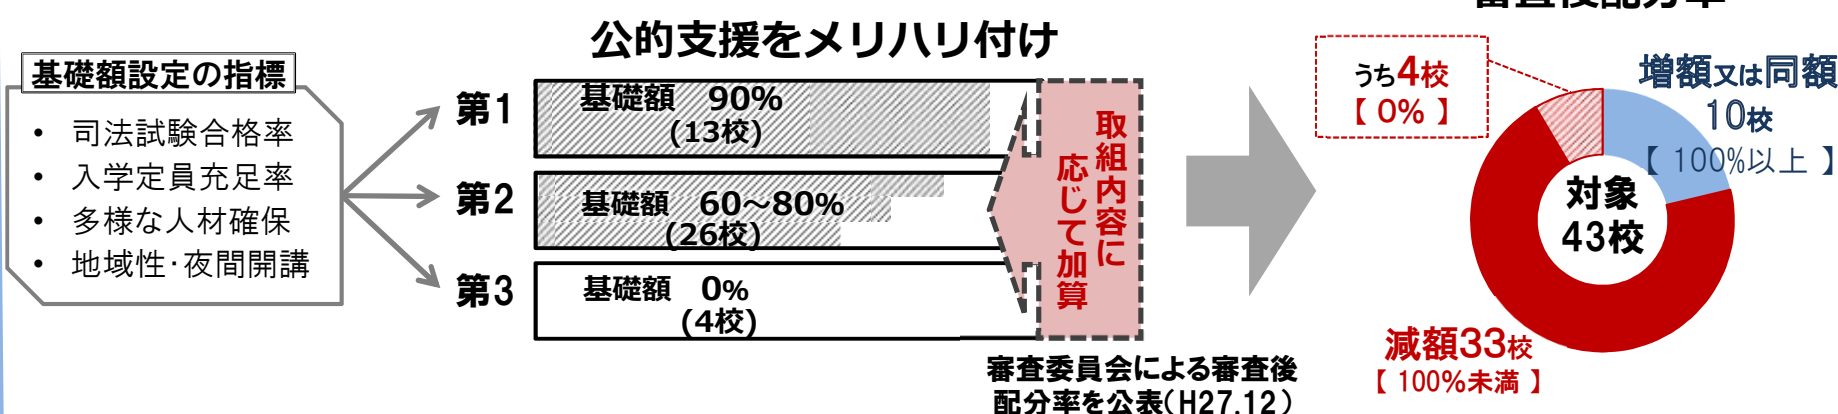 公的支援をメリハリ付け
基礎額設定の指標
• 司法試験合格率
• 入学定員充足率
• 多様な人材確保
• 地域性・夜間開講
第1
基礎額 90%
(13校)
第2
基礎額 60～80%
(26校)
第3
基礎額 0%
(4校)
取組内容に
応じて加算
審査委員会による審査後
配分率を公表(H27.12)
うち4校
【 0% 】
増額又は同額
10校
【 100%以上 】
対象
43校
減額33校
【 100%未満 】